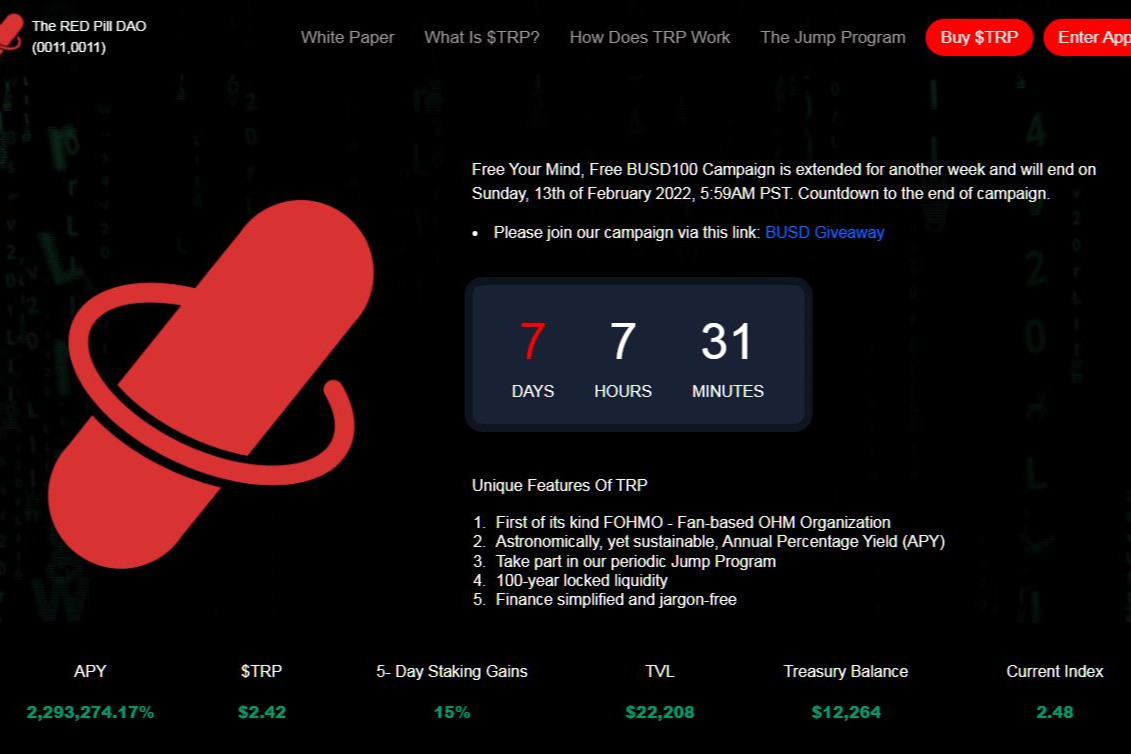 The RED Pill DAO
(0011,0011)
White Paper
What Is $TRP?
How Does TRP Work
The Jump Program
Buy $TRP
Enter App
Free Your Mind, Free BUSD100 Campaign is extended for another week and will end on
Sunday, 13th of February 2022, 5:59AM PST. Countdown to the end of campaign.
• Please join our campaign via this link: BUSD Giveaway
7 7 31
DAYS HOURS MINUTES
Unique Features Of TRP
1. First of its kind FOHMO - Fan-based OHM Organization
2. Astronomically, yet sustainable, Annual Percentage Yield (APY)
3. Take part in our periodic Jump Program
4. 100-year locked liquidity
5. Finance simplified and jargon-free
APY $TRP 5- Day Staking Gains TVL Treasury Balance Current Index
2,293,274.17% $2.42 15% $22,208 $12,264 2.48